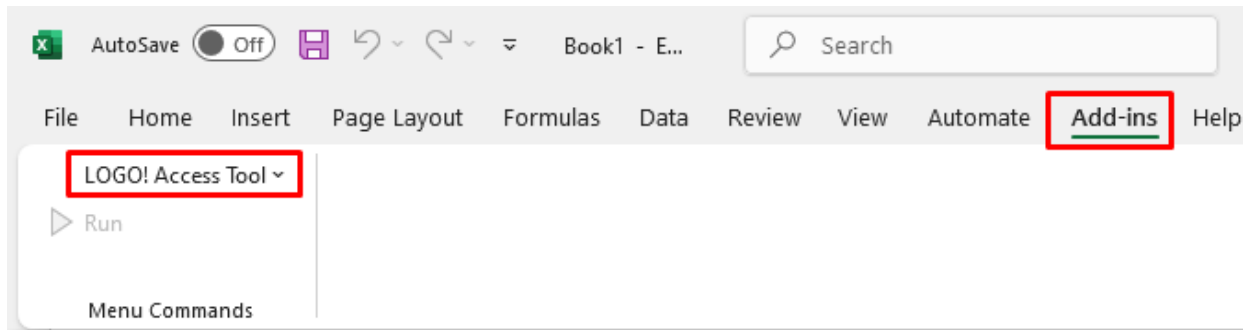 AutoSave Off Book1 - E... Search
File Home Insert Page Layout Formulas Data Review View Automate Add-ins Help
LOGO! Access Tool
Run
Menu Commands